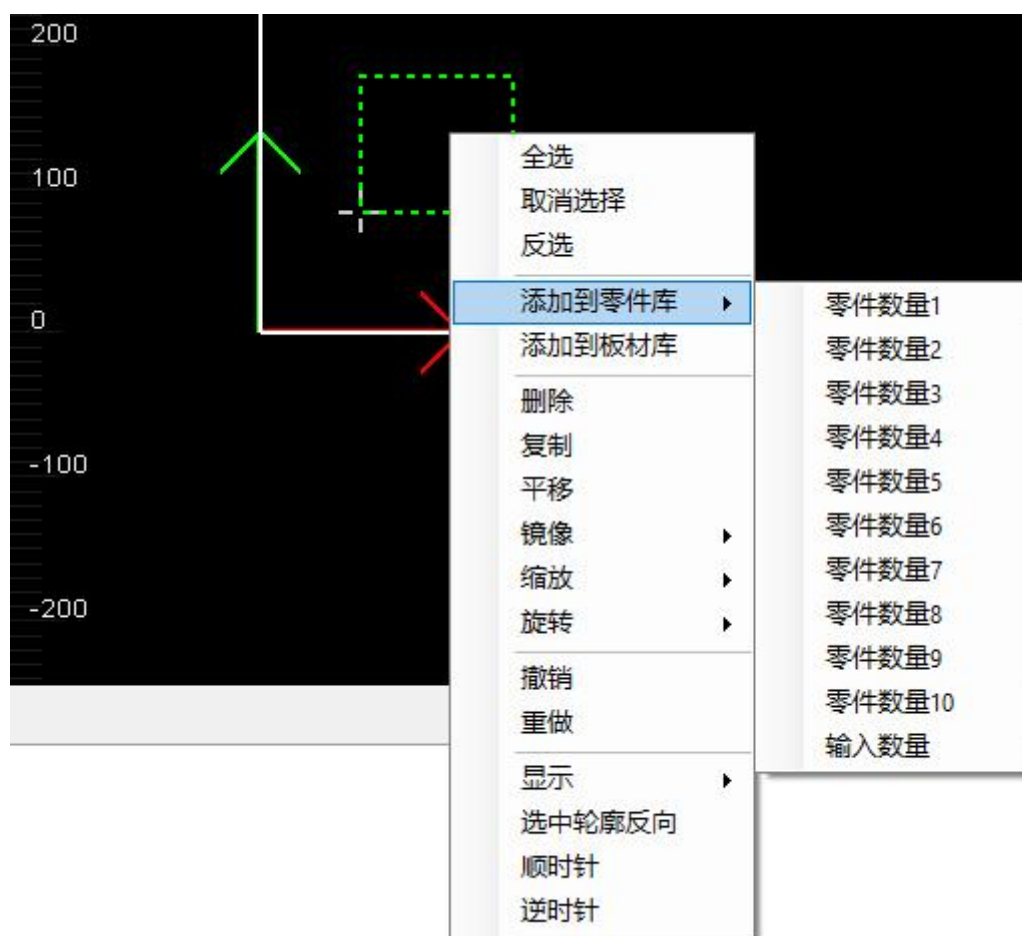 200
100
0
-100
-200
全选
取消选择
反选
添加到零件库
添加到板材库
删除
复制
平移
镜像
缩放
旋转
撤销
重做
显示
选中轮廓反向
顺时针
逆时针
零件数量1
零件数量2
零件数量3
零件数量4
零件数量5
零件数量6
零件数量7
零件数量8
零件数量9
零件数量10
输入数量